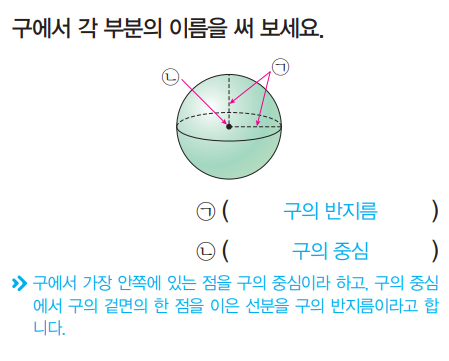 구에서 각 부분의 이름을 써 보세요.
㉡ ㉠
㉠ ( 구의 반지름 )
㉡ ( 구의 중심 )
구에서 가장 안쪽에 있는 점을 구의 중심이라 하고, 구의 중심
에서 구의 겉면의 한 점을 이은 선분을 구의 반지름이라고 합
니다.